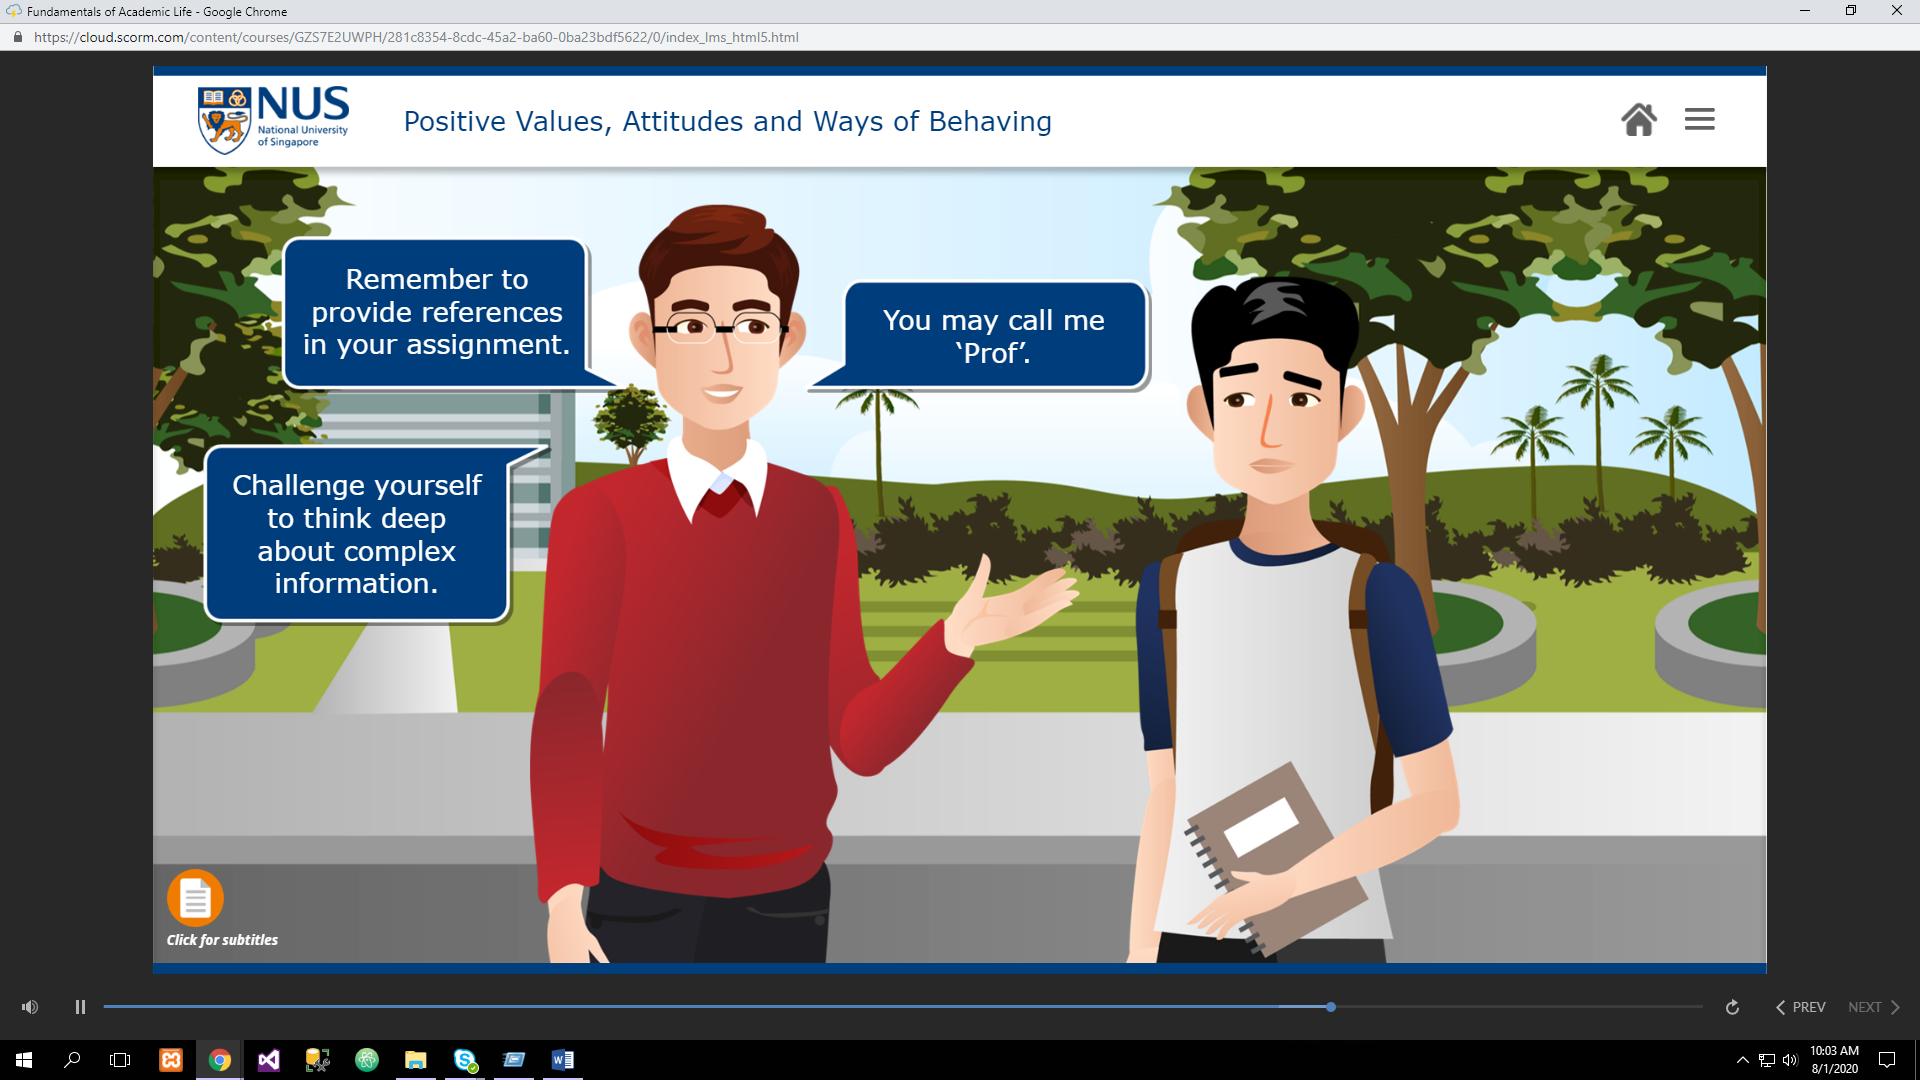 Fundamentals of Academic Life - Google Chrome
https://cloud.scorm.com/content/courses/GZS7E2UWPH/281c8354-8cdc-45a2-ba60-0ba23bdf5622/0/index_lms_html5.html
NUS
National University
of Singapore
Positive Values, Attitudes and Ways of Behaving
Remember to
provide references
in your assignment.
You may call me
‘Prof’.
Challenge yourself
to think deep
about complex
information.
Click for subtitles
PREV
NEXT
10:03 AM
8/1/2020